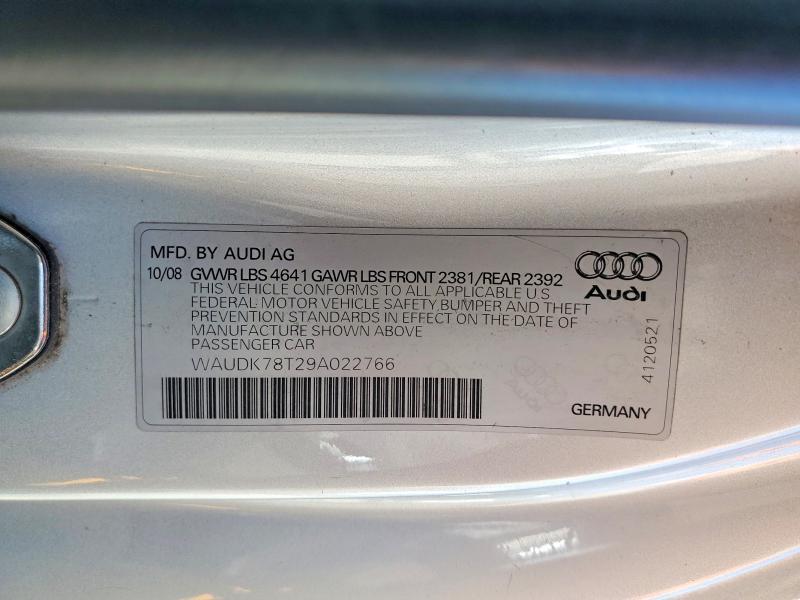 MFD. BY AUDI AG
10/08 GVWR LBS 4641 GAWR LBS FRONT 2381/REAR 2392
THIS VEHICLE CONFORMS TO ALL APPLICABLE U.S
FEDERAL MOTOR VEHICLE SAFETY, BUMPER AND THEFT
PREVENTION STANDARDS IN EFFECT ON THE DATE OF
MANUFACTURE SHOWN ABOVE
PASSENGER CAR
WAUDK78T29A022766
Audi
4120521
GERMANY
Audi